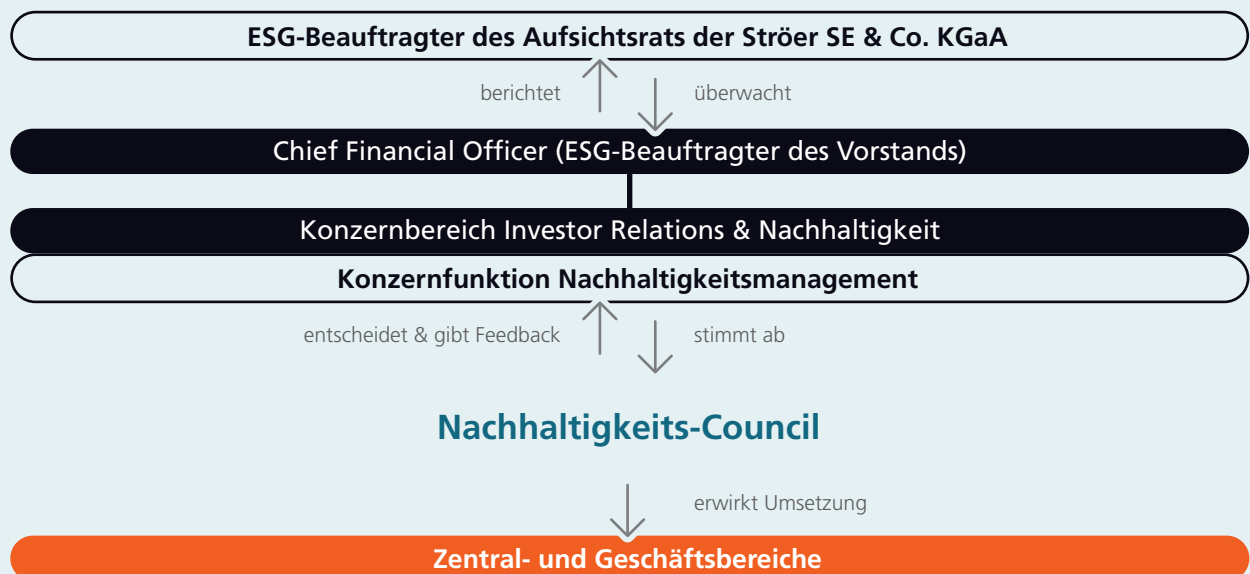 ESG-Beauftragter des Aufsichtsrats der Ströer SE & Co. KGaA
berichtet
überwacht
Chief Financial Officer (ESG-Beauftragter des Vorstands)
Konzernbereich Investor Relations & Nachhaltigkeit
Konzernfunktion Nachhaltigkeitsmanagement
entscheidet & gibt Feedback
stimmt ab
Nachhaltigkeits-Council
erwirkt Umsetzung
Zentral- und Geschäftsbereiche